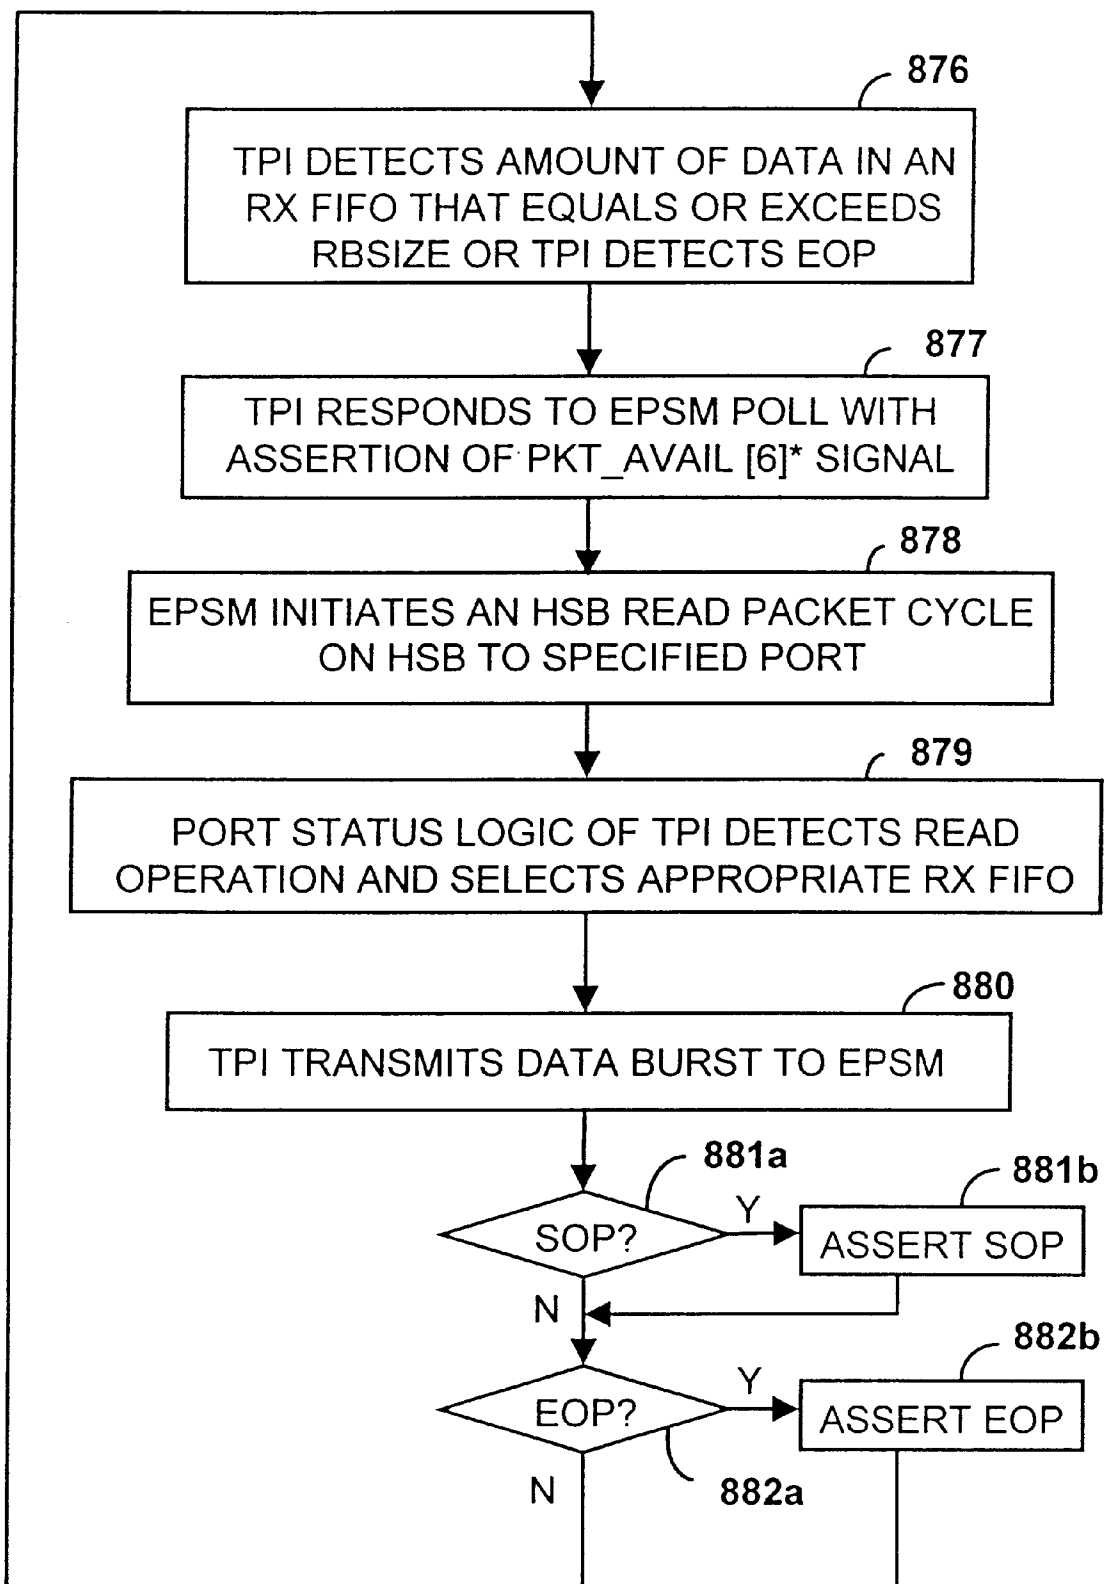 876
TPI DETECTS AMOUNT OF DATA IN AN
RX FIFO THAT EQUALS OR EXCEEDS
RBSIZE OR TPI DETECTS EOP
877
TPI RESPONDS TO EPSM POLL WITH
ASSERTION OF PKT_AVAIL [6]* SIGNAL
878
EPSM INITIATES AN HSB READ PACKET CYCLE
ON HSB TO SPECIFIED PORT
879
PORT STATUS LOGIC OF TPI DETECTS READ
OPERATION AND SELECTS APPROPRIATE RX FIFO
880
TPI TRANSMITS DATA BURST TO EPSM
881a
881b
SOP?
Y
ASSERT SOP
N
882b
EOP?
Y
ASSERT EOP
N
882a